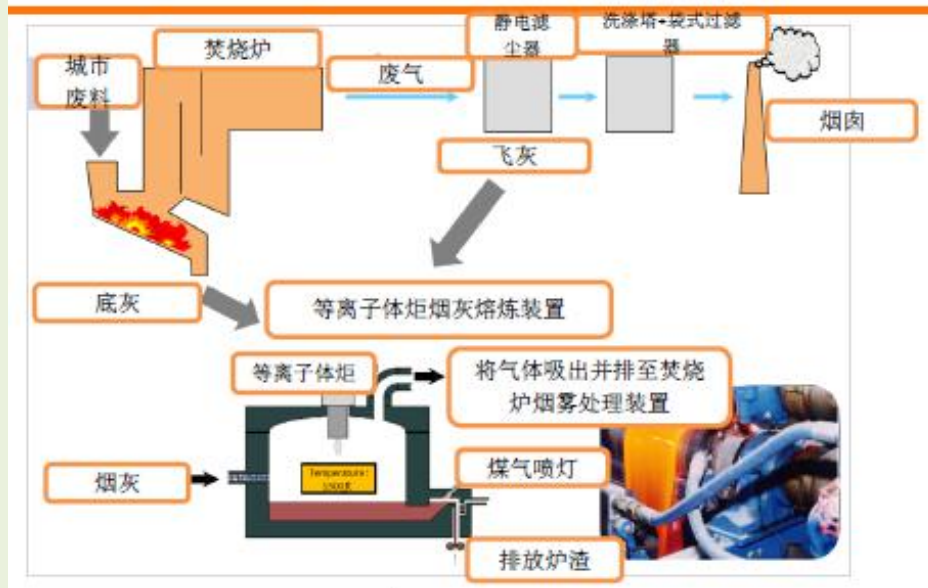 静电滤
尘器
洗涤塔+袋式过滤
器
焚烧炉
城市
废料
废气
烟囱
飞灰
底灰
等离子体炬烟灰熔炼装置
等离子体炬
将气体吸出并排至焚烧
炉烟雾处理装置
烟灰
Temperature:
煤气喷灯
排放炉渣